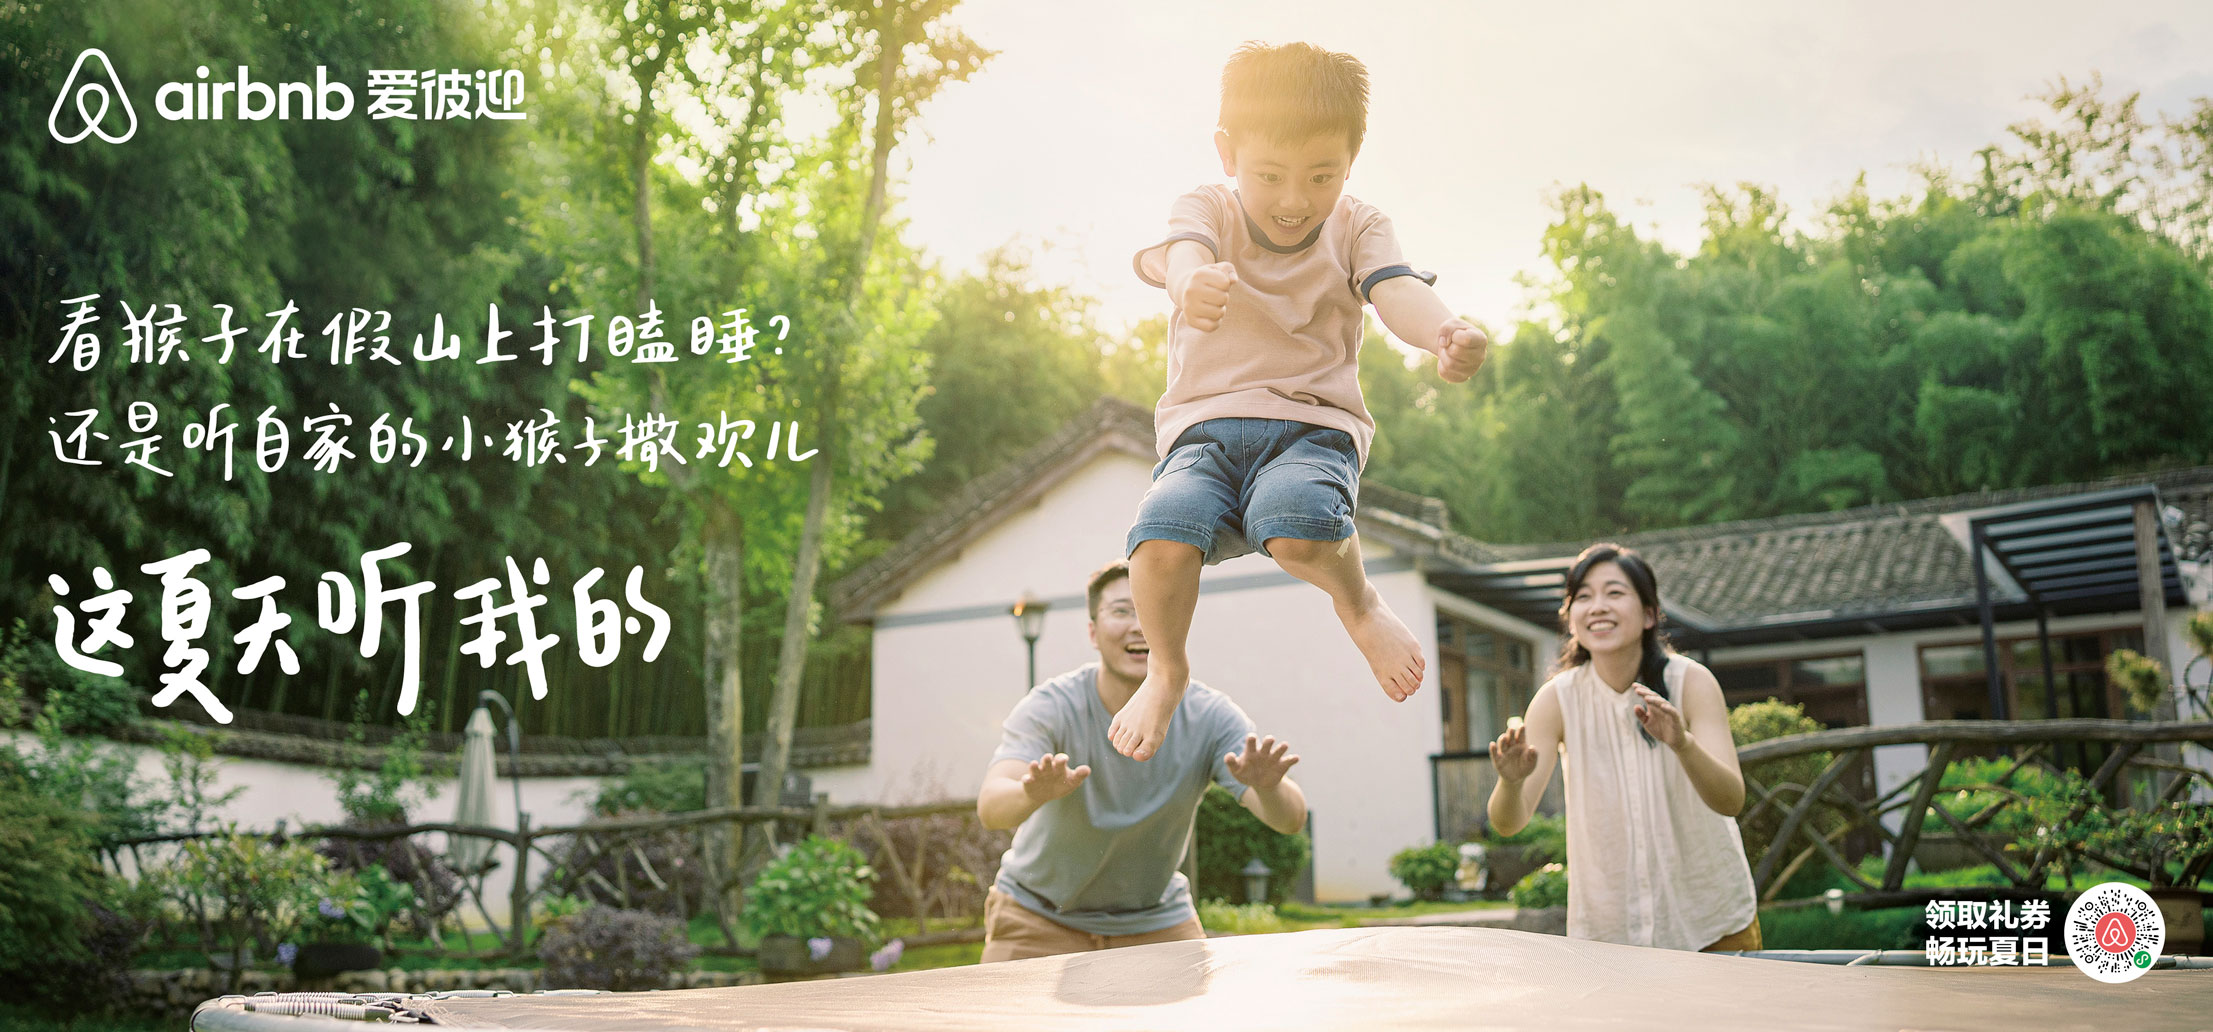 airbnb 爱彼迎
看猴子在假山上打瞌睡?
还是听自家的小猴子撒欢儿
这夏天听我的
领取礼券
畅玩夏日